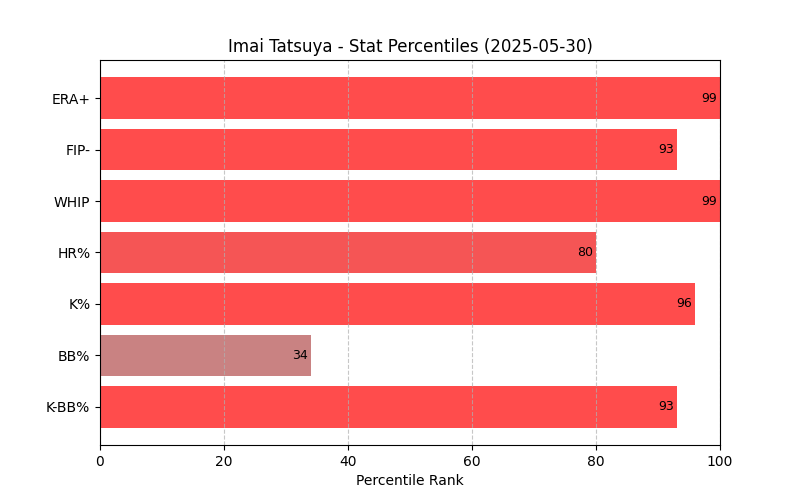 Imai Tatsuya - Stat Percentiles (2025-05-30)
ERA+ 99
FIP- 93
WHIP 99
HR% 80
K% 96
BB% 34
K-BB% 93
0 20 40 60 80 100
Percentile Rank